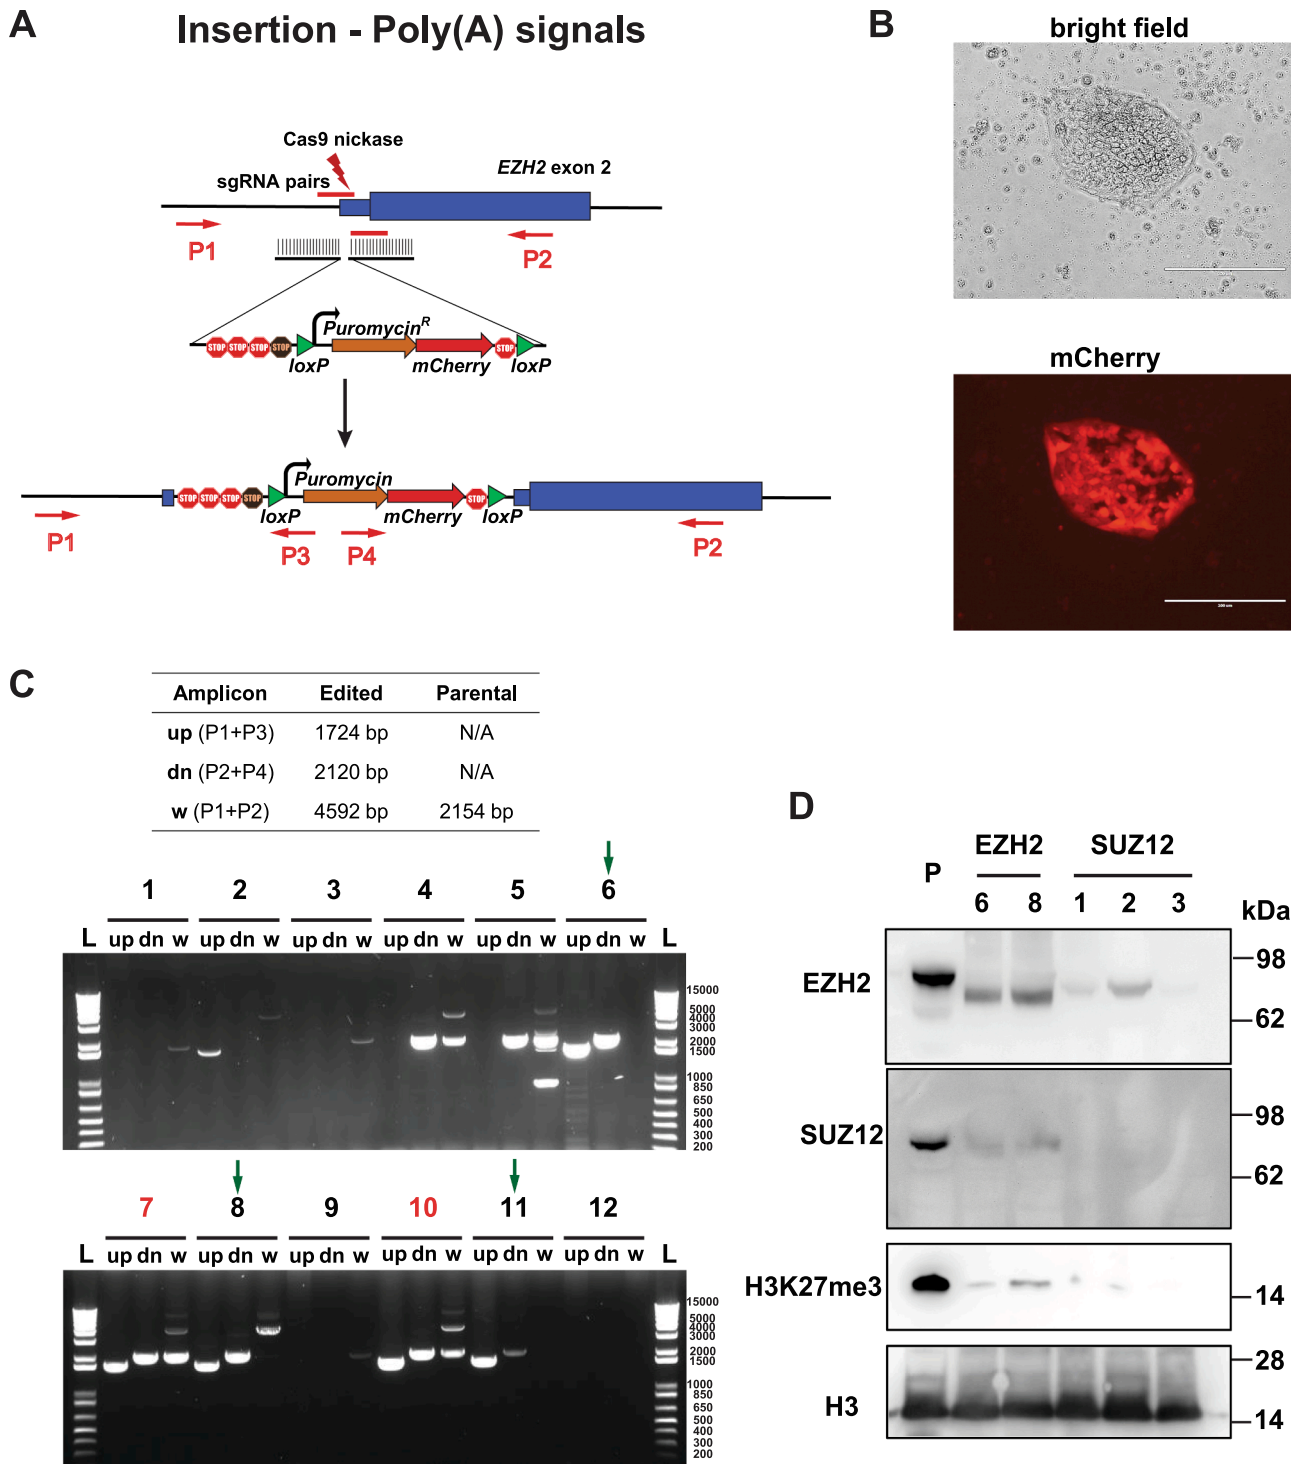 A
Insertion - Poly(A) signals
Cas9 nickase
sgRNA pairs
EZH2 exon 2
P1
P2
STOP STOP STOP STOP
loxP
Puromycin^R
mCherry
STOP
loxP
STOP STOP STOP STOP
loxP
Puromycin
mCherry
STOP
loxP
P1
P3
P4
P2
B
bright field
mCherry
C
Amplicon Edited Parental
up (P1+P3) 1724 bp N/A
dn (P2+P4) 2120 bp N/A
w (P1+P2) 4592 bp 2154 bp
1 2 3 4 5 6
L up dn w up dn w up dn w up dn w up dn w up dn w L
15000
5000
4000
3000
2000
1500
1000
850
650
500
400
300
200
7 8 9 10 11 12
L up dn w up dn w up dn w up dn w up dn w up dn w L
15000
5000
4000
3000
2000
1500
1000
850
650
500
400
300
200
D
P EZH2 SUZ12
6 8 1 2 3 kDa
EZH2
98
62
SUZ12
98
62
H3K27me3
14
H3
28
14